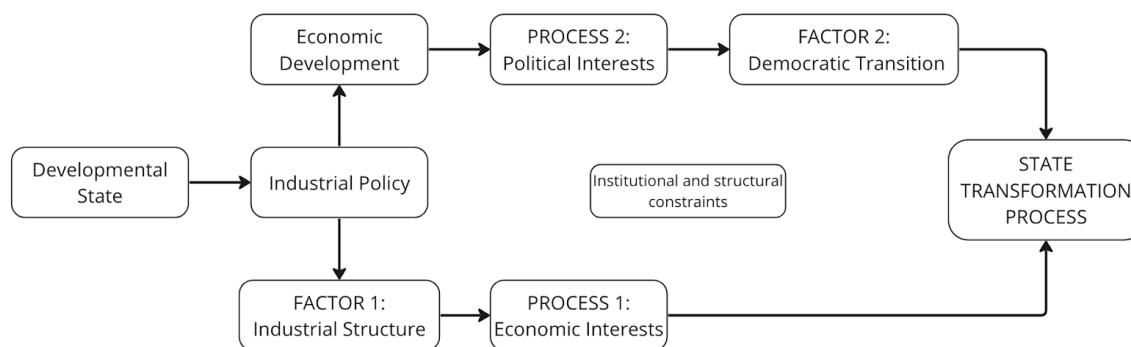 Economic
Development
PROCESS 2:
Political Interests
FACTOR 2:
Democratic Transition
Developmental
State
Industrial Policy
Institutional and structural
constraints
STATE
TRANSFORMATION
PROCESS
FACTOR 1:
Industrial Structure
PROCESS 1:
Economic Interests